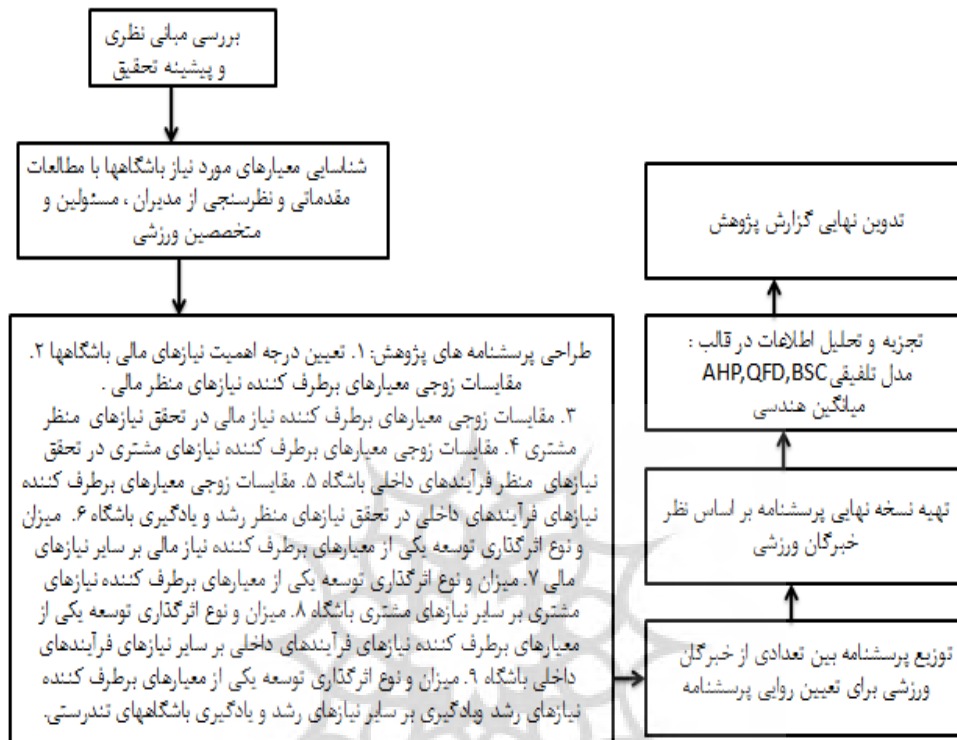 بررسی مبانی نظری
و پیشینه تحقیق
شناسایی معیارهای مورد نیاز باشگاهها با مطالعات
مقدماتی و نظرسنجی از مدیران ، مسئولین و
متخصصین ورزشی
طراحی پرسشنامه های پژوهش: ۱. تعیین درجه اهمیت نیازهای مالی باشگاهها ۲.
مقایسات زوجی معیارهای برطرف کننده نیازهای منظر مالی .
۳. مقایسات زوجی معیارهای برطرف کننده نیاز مالی در تحقق نیازهای منظر
مشتری ۴. مقایسات زوجی معیارهای برطرف کننده نیازهای مشتری در تحقق
نیازهای منظر فرآیندهای داخلی باشگاه ۵. مقایسات زوجی معیارهای برطرف کننده
نیازهای فرآیندهای داخلی در تحقق نیازهای منظر رشد و یادگیری باشگاه ۶. میزان
و نوع اثرگذاری توسعه یکی از معیارهای برطرف کننده نیاز مالی بر سایر نیازهای
مالی ۷. میزان و نوع اثرگذاری توسعه یکی از معیارهای برطرف کننده نیازهای
مشتری بر سایر نیازهای مشتری باشگاه ۸. میزان و نوع اثرگذاری توسعه یکی از
معیارهای برطرف کننده نیازهای فرآیندهای داخلی بر سایر نیازهای فرآیندهای
داخلی باشگاه ۹. میزان و نوع اثرگذاری توسعه یکی از معیارهای برطرف کننده
نیازهای رشد ویادگیری بر سایر نیازهای رشد و یادگیری باشگاههای تندرستی.
توزیع پرسشنامه بین تعدادی از خبرگان
ورزشی برای تعیین روایی پرسشنامه
تهیه نسخه نهایی پرسشنامه بر اساس نظر
خبرگان ورزشی
تجزیه و تحلیل اطلاعات در قالب :
مدل تلفیقی AHP,QFD,BSC
میانگین هندسی
تدوین نهایی گزارش پژوهش